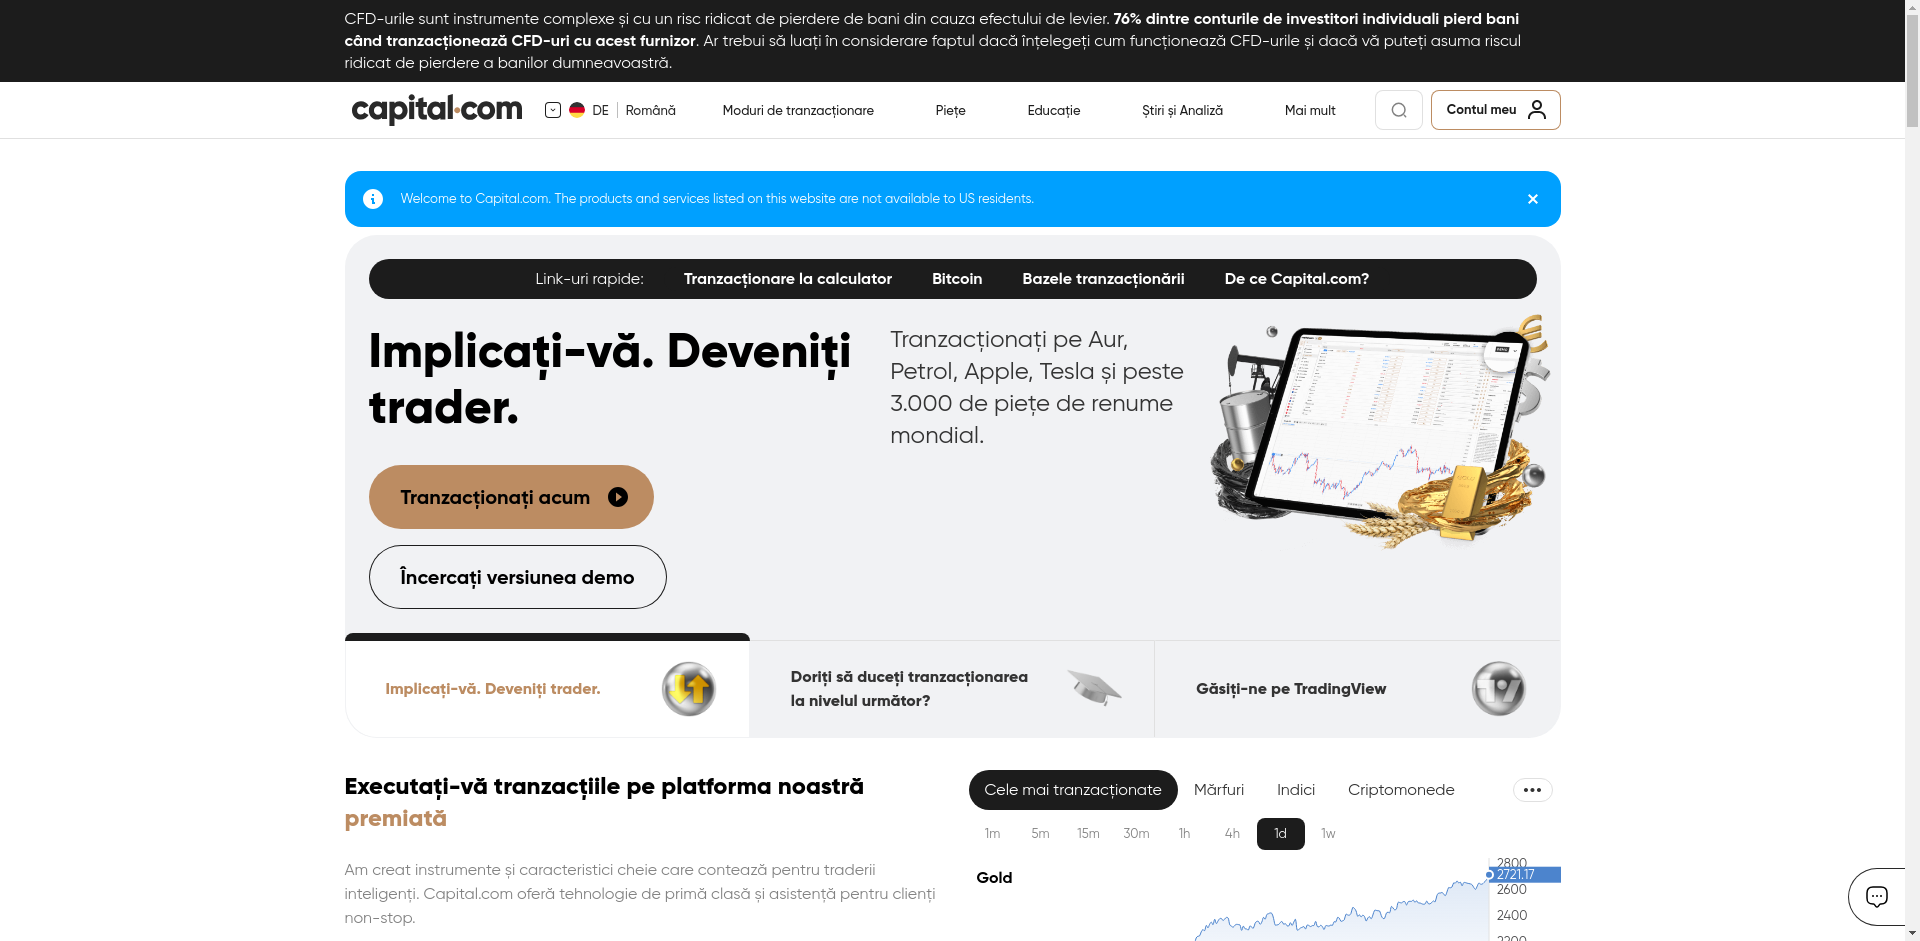 CFD-urile sunt instrumente complexe și cu un risc ridicat de pierdere de bani din cauza efectului de levier. 76% dintre conturile de investitori individuali pierd bani
când tranzacționează CFD-uri cu acest furnizor. Ar trebui să luați în considerare faptul dacă înțelegeți cum funcționează CFD-urile și dacă vă puteți asuma riscul
ridicat de pierdere a banilor dumneavoastră.
capital.com
DE
Română
Moduri de tranzacționare
Piețe
Educație
Știri și Analiză
Mai mult
Contul meu
Welcome to Capital.com. The products and services listed on this website are not available to US residents.
Link-uri rapide:
Tranzacționare la calculator
Bitcoin
Bazele tranzacționării
De ce Capital.com?
Implicați-vă. Deveniți
trader.
Tranzacționați pe Aur,
Petrol, Apple, Tesla și peste
3.000 de piețe de renume
mondial.
Tranzacționați acum
Încercați versiunea demo
Implicați-vă. Deveniți trader.
Doriți să duceți tranzacționarea
la nivelul următor?
Găsiți-ne pe TradingView
Executați-vă tranzacțiile pe platforma noastră
premiată
Am creat instrumente și caracteristici cheie care contează pentru traderii
inteligenți. Capital.com oferă tehnologie de primă clasă și asistență pentru clienți
non-stop.
Cele mai tranzacționate
Mărfuri
Indici
Criptomonede
1m
5m
15m
30m
1h
4h
1d
1w
Gold
2800
2721.17
2600
2400
2200